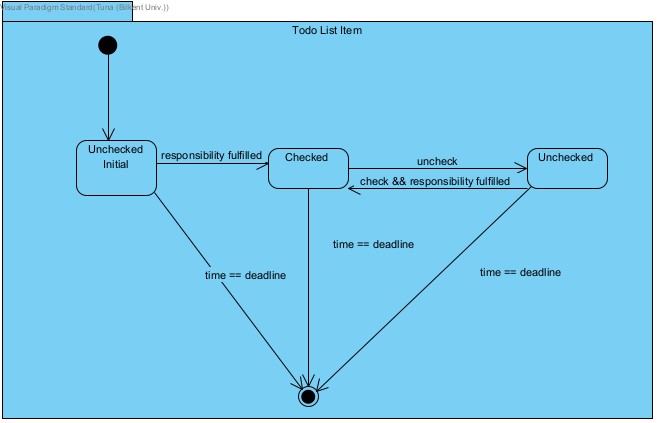 Visual Paradigm Standard(Tuna (Bilkent Univ.))
Todo List Item
Unchecked
Initial
responsibility fulfilled
Checked
uncheck
Unchecked
check && responsibility fulfilled
time == deadline
time == deadline
time == deadline